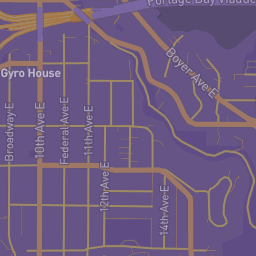 Portage Bay Viaduct
Boyer Ave E
Gyro House
Broadway E
10th Ave E
Federal Ave E
11th Ave E
12th Ave E
14th Ave E